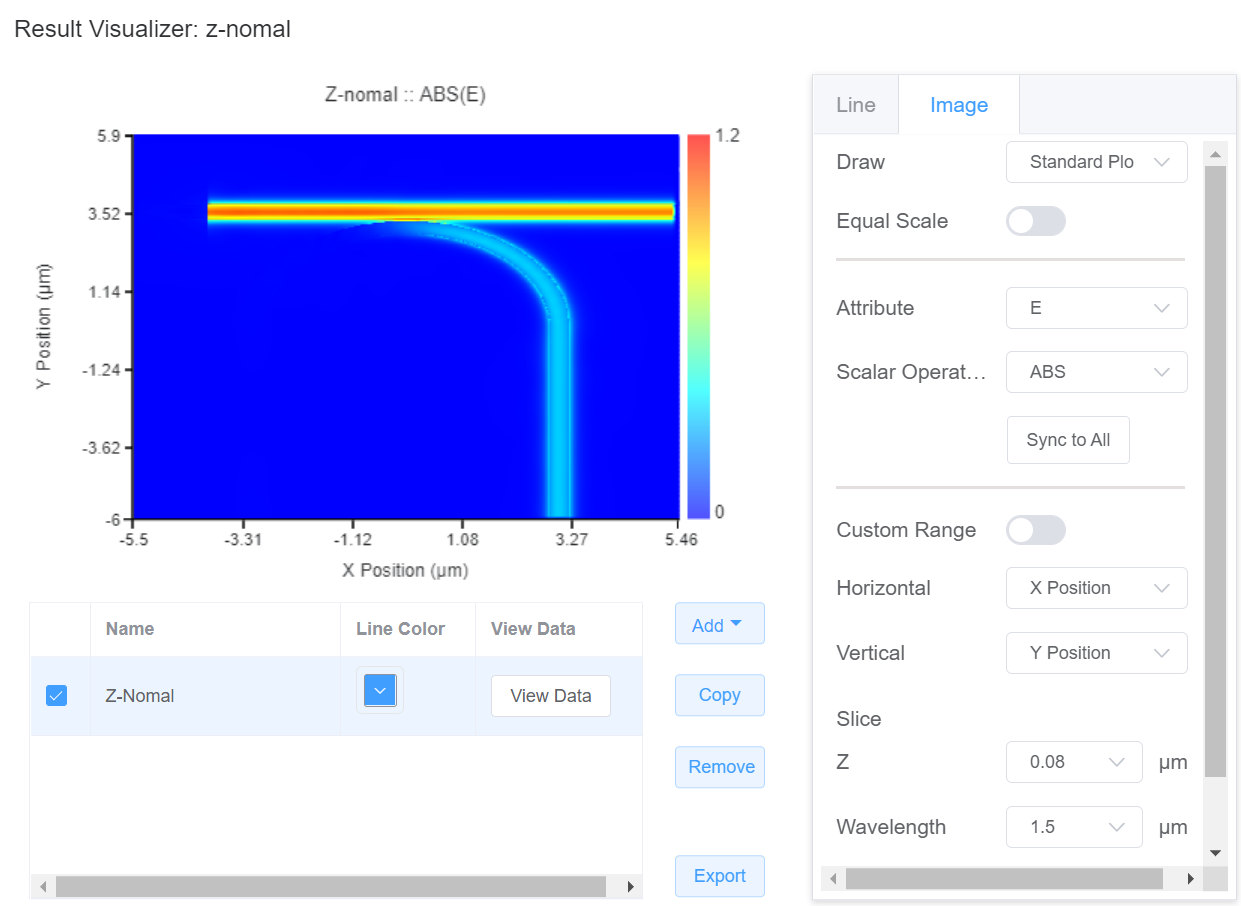 Result Visualizer: z-nomal
Z-nomal :: ABS(E)
5.9
3.52
1.14
-1.24
-3.62
-6
Y Position (µm)
-5.5 -3.31 -1.12 1.08 3.27 5.46
X Position (µm)
1.2
0
Name Line Color View Data
Z-Nomal View Data
Add
Copy
Remove
Export
Line Image
Draw Standard Plo
Equal Scale
Attribute E
Scalar Operat... ABS
Sync to All
Custom Range
Horizontal X Position
Vertical Y Position
Slice
Z 0.08 µm
Wavelength 1.5 µm